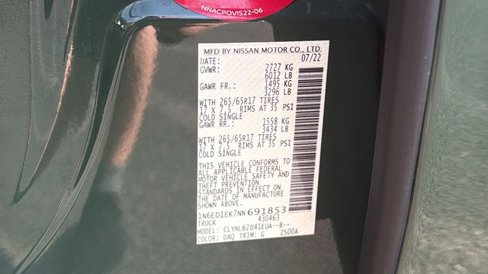 NNACPOVIS22-06
MFD BY NISSAN MOTOR CO., LTD.
DATE: 07/22
GVWR: 2727 KG
6012 LB
GAWR FR.: 1495 KG
3296 LB
WITH 265/65R17 TIRES
17 X 7.5 RIMS AT 35 PSI
COLD SINGLE
GAWR RR.: 1558 KG
3434 LB
WITH 265/65R17 TIRES
17 X 7.5 RIMS AT 35 PSI
COLD SINGLE
THIS VEHICLE CONFORMS TO
ALL APPLICABLE FEDERAL
MOTOR VEHICLE SAFETY AND
THEFT PREVENTION
STANDARDS IN EFFECT ON
THE DATE OF MANUFACTURE
SHOWN ABOVE
1N6ED1EK7NN691853
TRUCK 430463
MODEL:
COLOR: DAQ TRIM: G Z500A